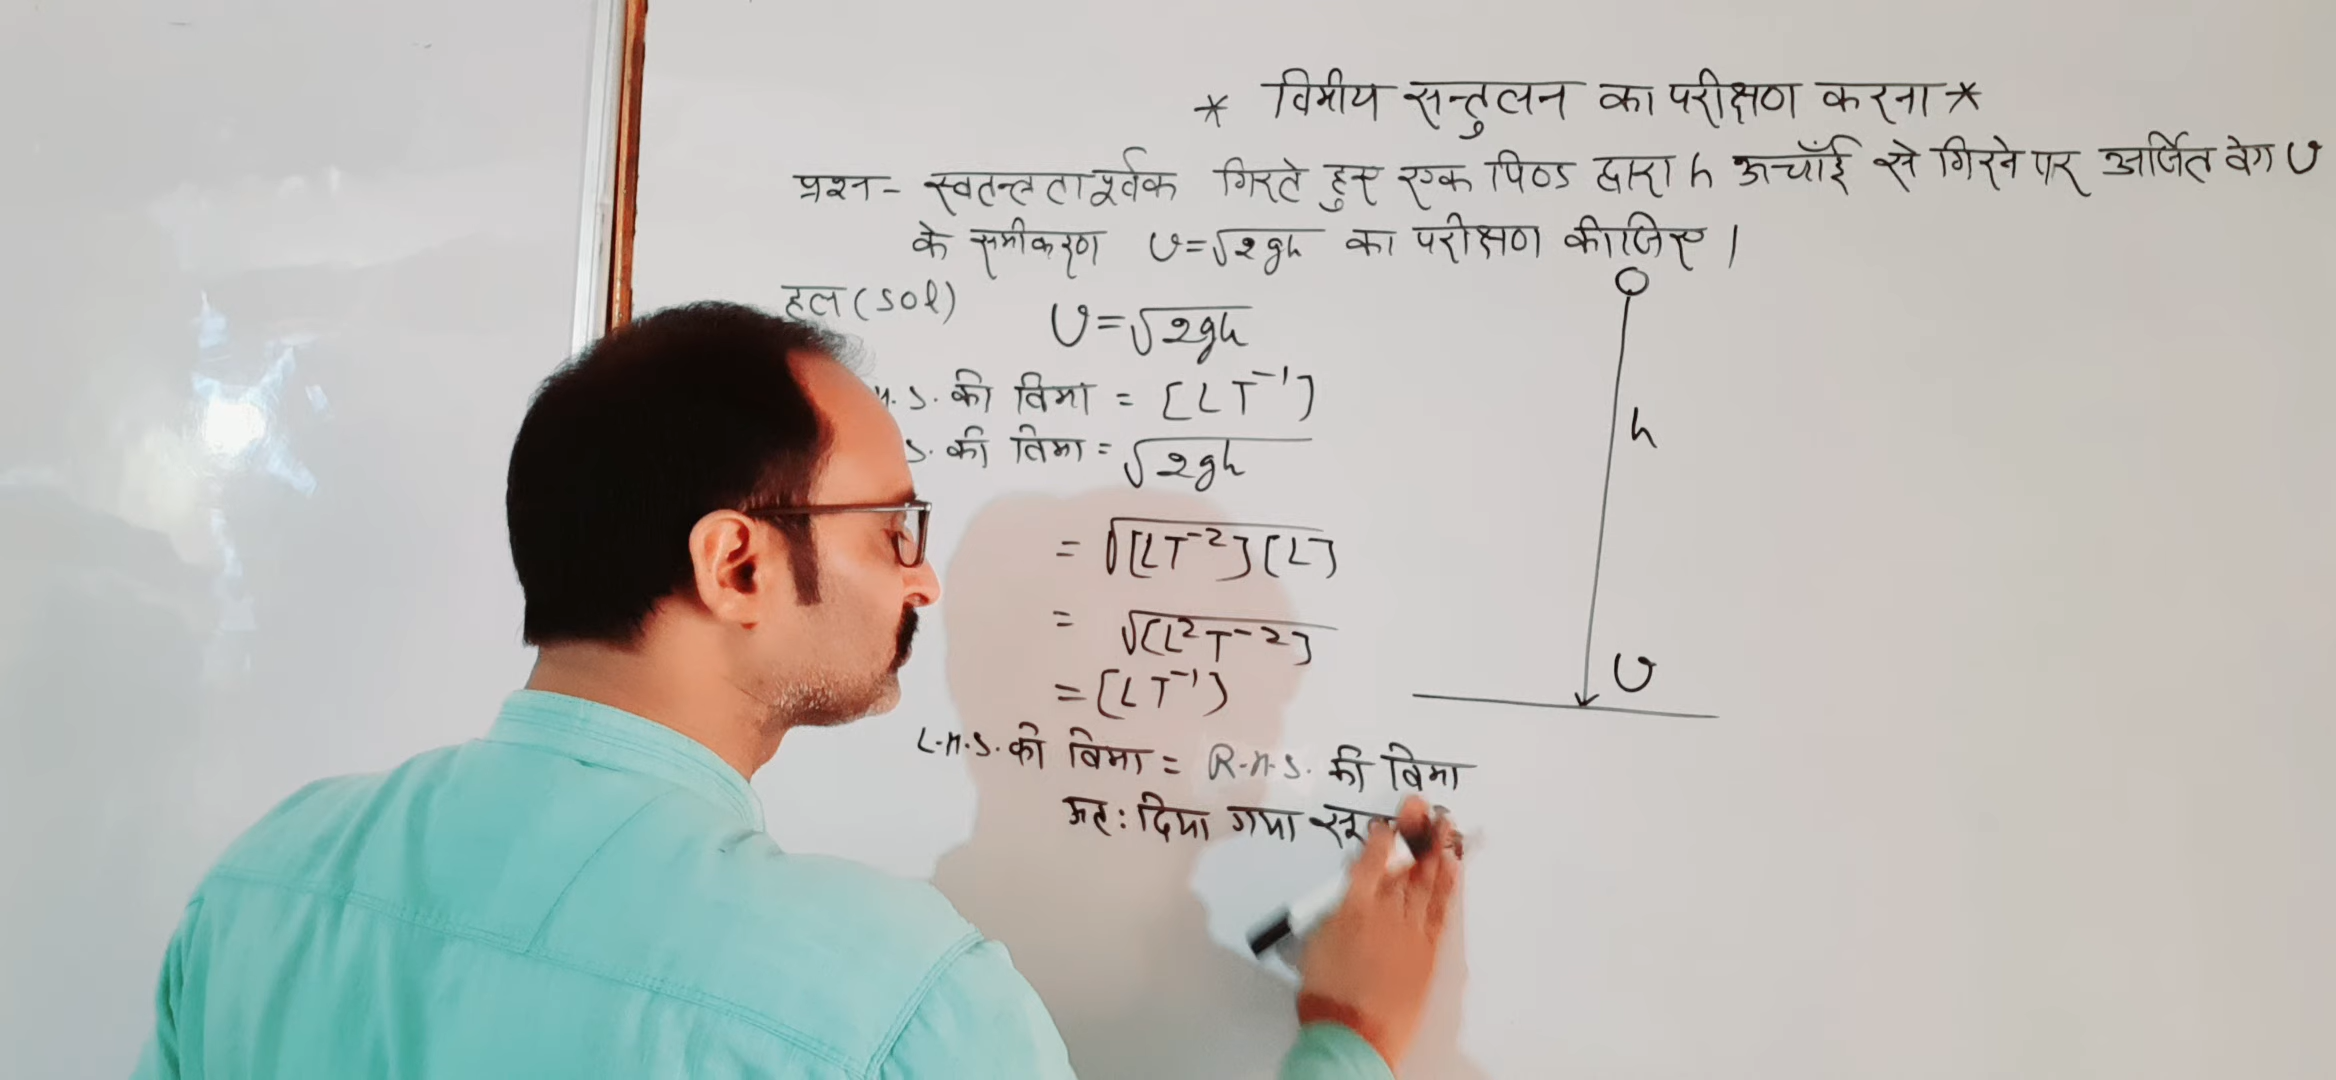 * विमीय सन्तुलन का परीक्षण करना *
प्रश्न - स्वतन्त्रतापूर्वक गिरते हुए एक पिण्ड द्वारा h ऊचाँई से गिरने पर अर्जित वेग υ
के समीकरण υ=√2gh का परीक्षण कीजिए।
हल (sol)
υ=√2gh
H.S. की विमा = [LT⁻¹]
S. की विमा = √2gh
= √[LT⁻²][L]
= √[L²T⁻²]
= [LT⁻¹]
L.H.S. की विमा = R.H.S. की विमा
अतः दिया गया
h
υ